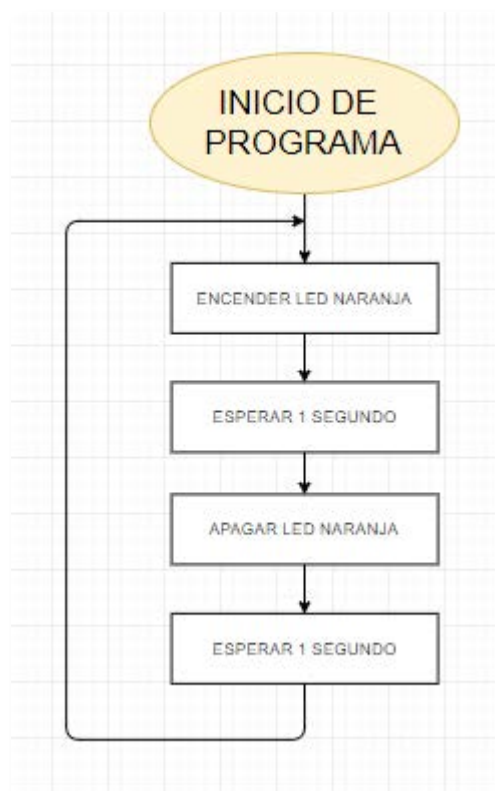 INICIO DE
PROGRAMA
ENCENDER LED NARANJA
ESPERAR 1 SEGUNDO
APAGAR LED NARANJA
ESPERAR 1 SEGUNDO